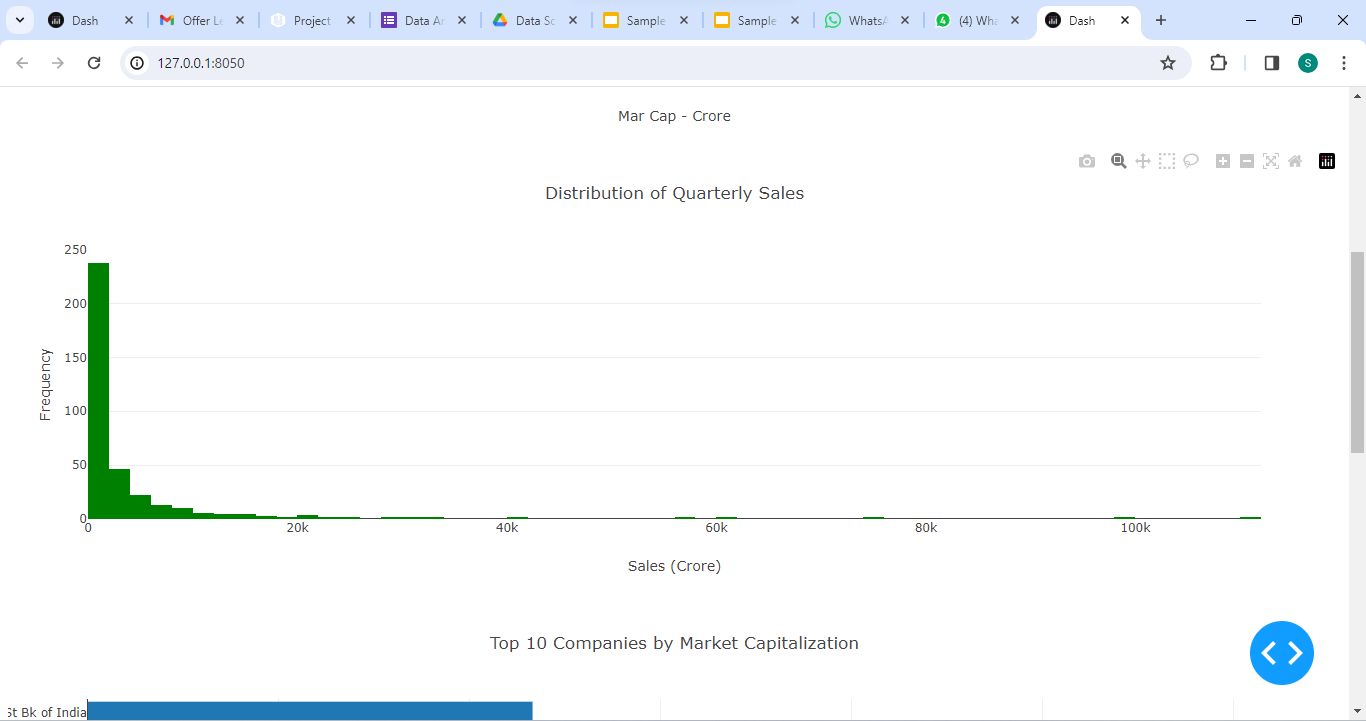 Dash
Offer Le
Project
Data Ar
Data Sc
Sample
Sample
WhatsA
4
(4) Wha
Dash
127.0.0.1:8050
S
Mar Cap - Crore
Distribution of Quarterly Sales
250
200
150
100
50
0
Frequency
0 20k 40k 60k 80k 100k
Sales (Crore)
Top 10 Companies by Market Capitalization
St Bk of India